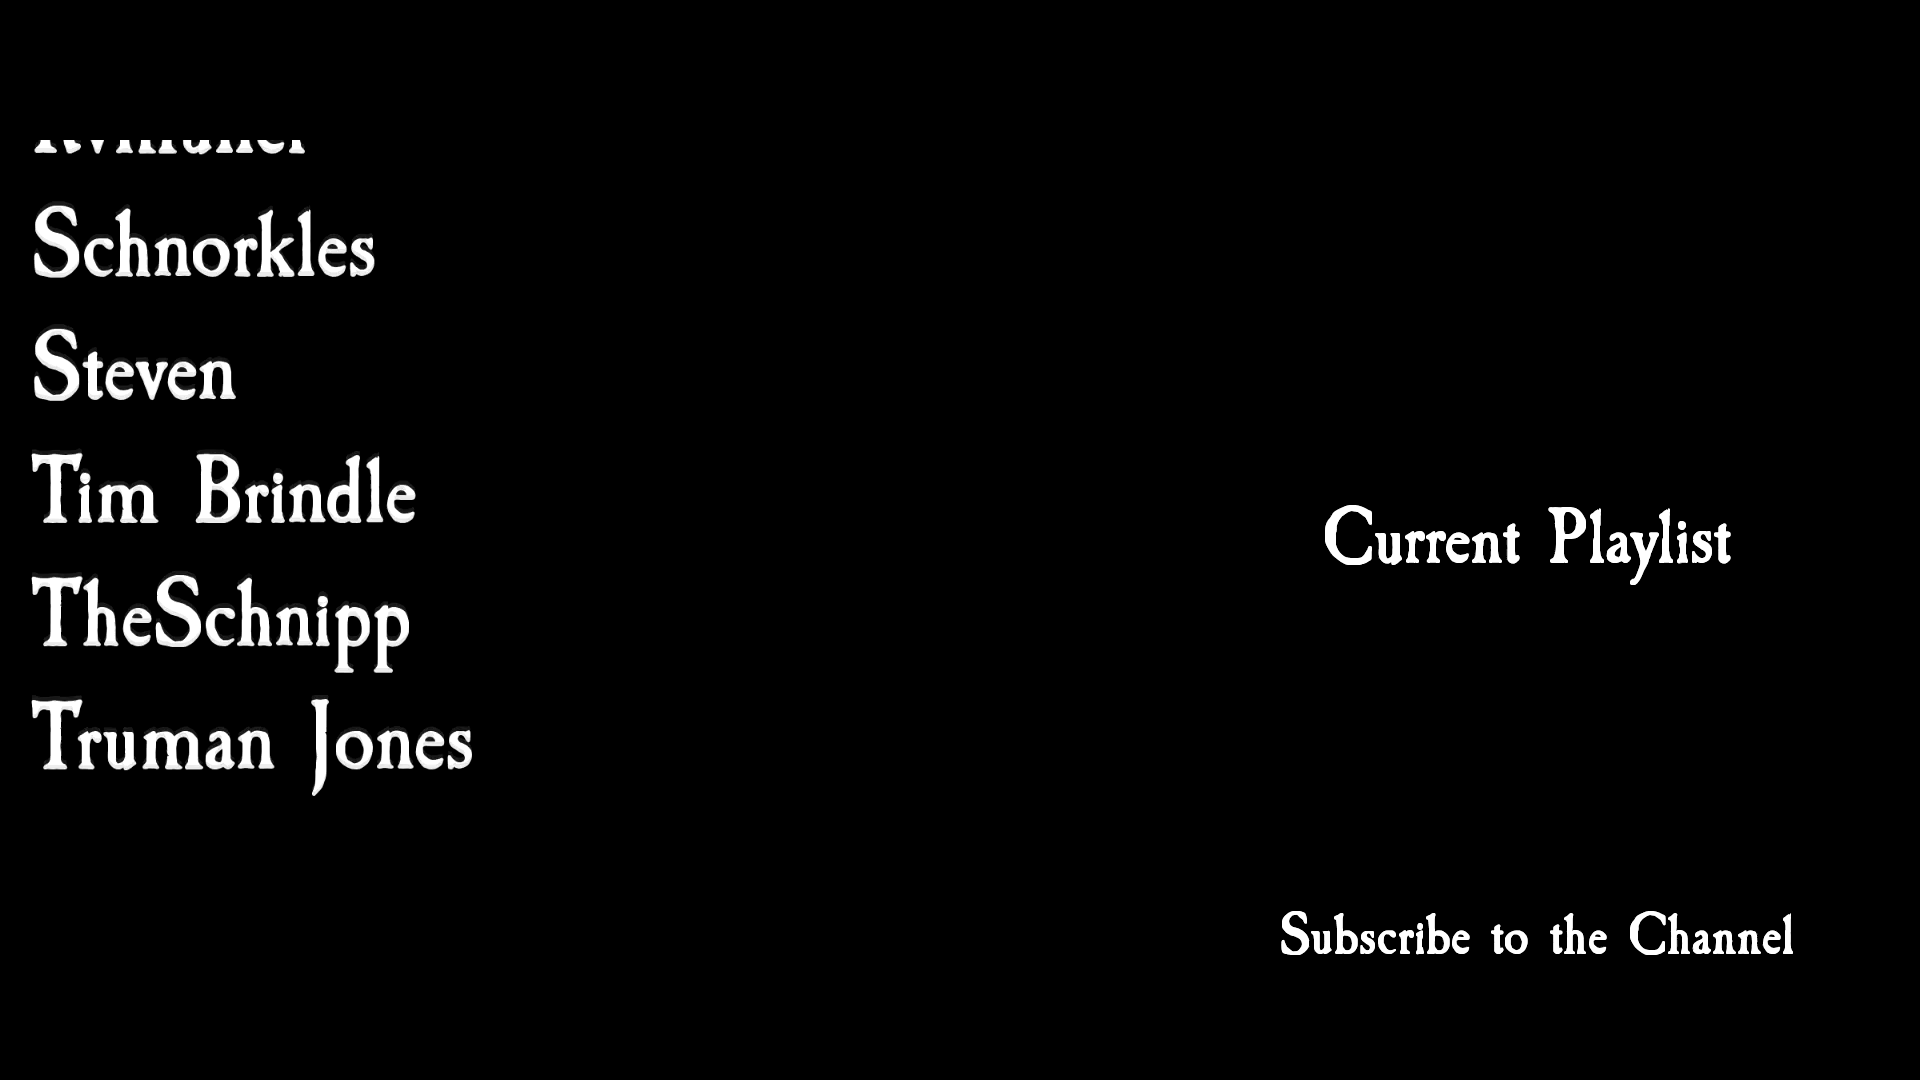 Schnorkles
Steven
Tim Brindle
TheSchnipp
Truman Jones
Current Playlist
Subscribe to the Channel